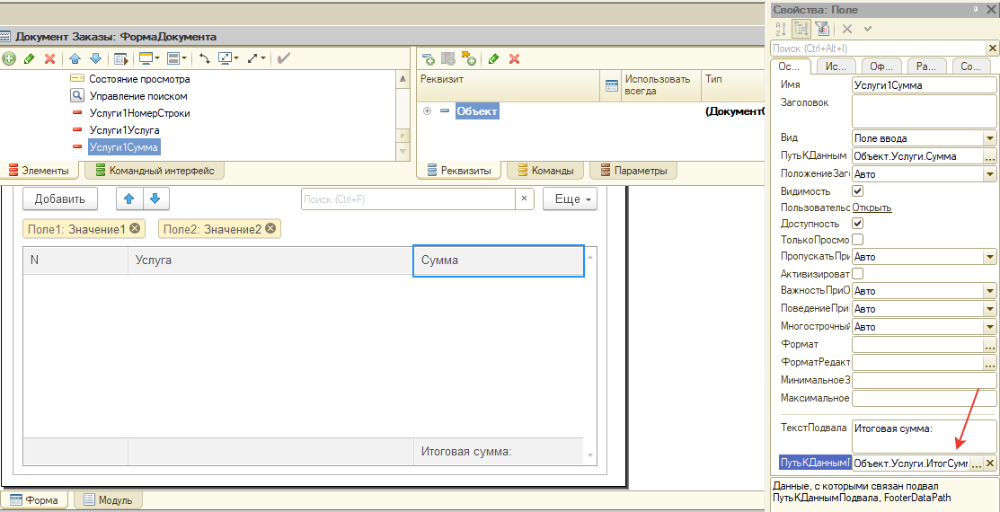 Документ Заказы: ФормаДокумента
Состояние просмотра
Управление поиском
Услуги1НомерСтроки
Услуги1Услуга
Услуги1Сумма
Элементы
Командный интерфейс
Реквизит
Использовать всегда
Тип
Объект
(Документ
Реквизиты
Команды
Параметры
Добавить
Поиск (Ctrl+F)
×
Еще
Поле1: Значение1
Поле2: Значение2
N
Услуга
Сумма
Итоговая сумма:
Форма
Модуль
Свойства: Поле
Поиск (Ctrl+Alt+I)
Ос...
Ис...
Оф...
Ра...
Со...
Имя
Услуги1Сумма
Заголовок
Вид
Поле ввода
ПутьКДанным
Объект.Услуги.Сумма
...
ПоложениеЗаг
Авто
Видимость
Пользовательс
Открыть
Доступность
ТолькоПросмо
ПропускатьПри
Авто
Активизироват
ВажностьПриО
Авто
ПоведениеПри
Авто
Многострочный
Авто
Формат
...
ФорматРедакт
...
МинимальноеЗ
Максимальное
ТекстПодвала
Итоговая сумма:
ПутьКДаннымП
Объект.Услуги.ИтогСумм
...
Данные, с которыми связан подвал
ПутьКДаннымПодвала, FooterDataPath